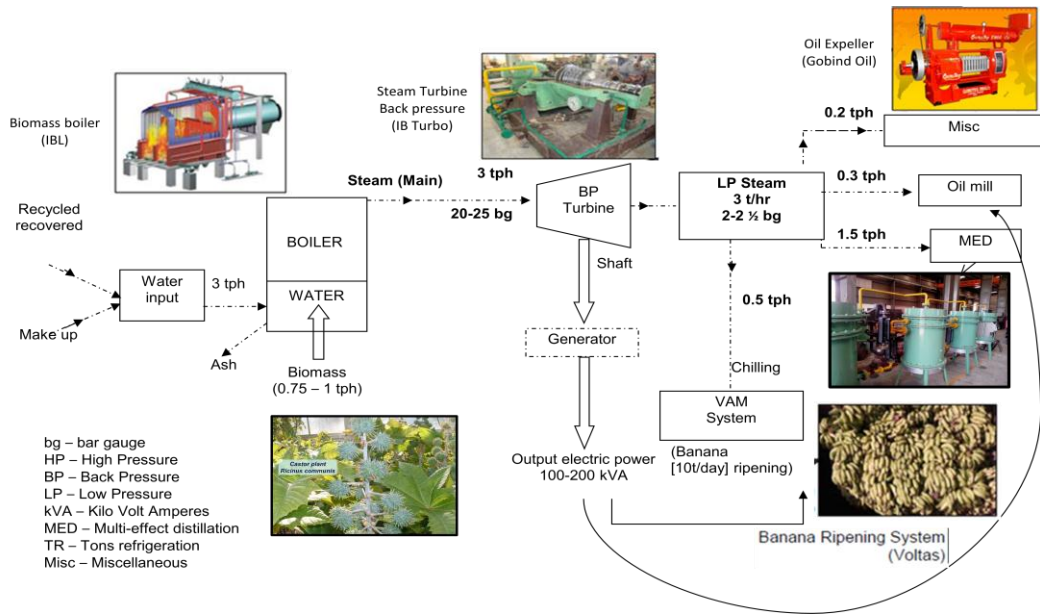 Oil Expeller
(Gobind Oil)
Steam Turbine
Back pressure
(IB Turbo)
Biomass boiler
(IBL)
0.2 tph
Misc
Steam (Main)
3 tph
20-25 bg
BP
Turbine
LP Steam
3 t/hr
2-2 ½ bg
0.3 tph
Oil mill
1.5 tph
MED
Recycled
recovered
BOILER
Water
input
3 tph
WATER
Make up
Ash
Biomass
(0.75 – 1 tph)
Shaft
0.5 tph
Generator
Chilling
VAM
System
(Banana
[10t/day] ripening)
Output electric power
100-200 kVA
Castor plant
Ricinus communis
bg – bar gauge
HP – High Pressure
BP – Back Pressure
LP – Low Pressure
kVA – Kilo Volt Amperes
MED – Multi-effect distillation
TR – Tons refrigeration
Misc – Miscellaneous
Banana Ripening System
(Voltas)